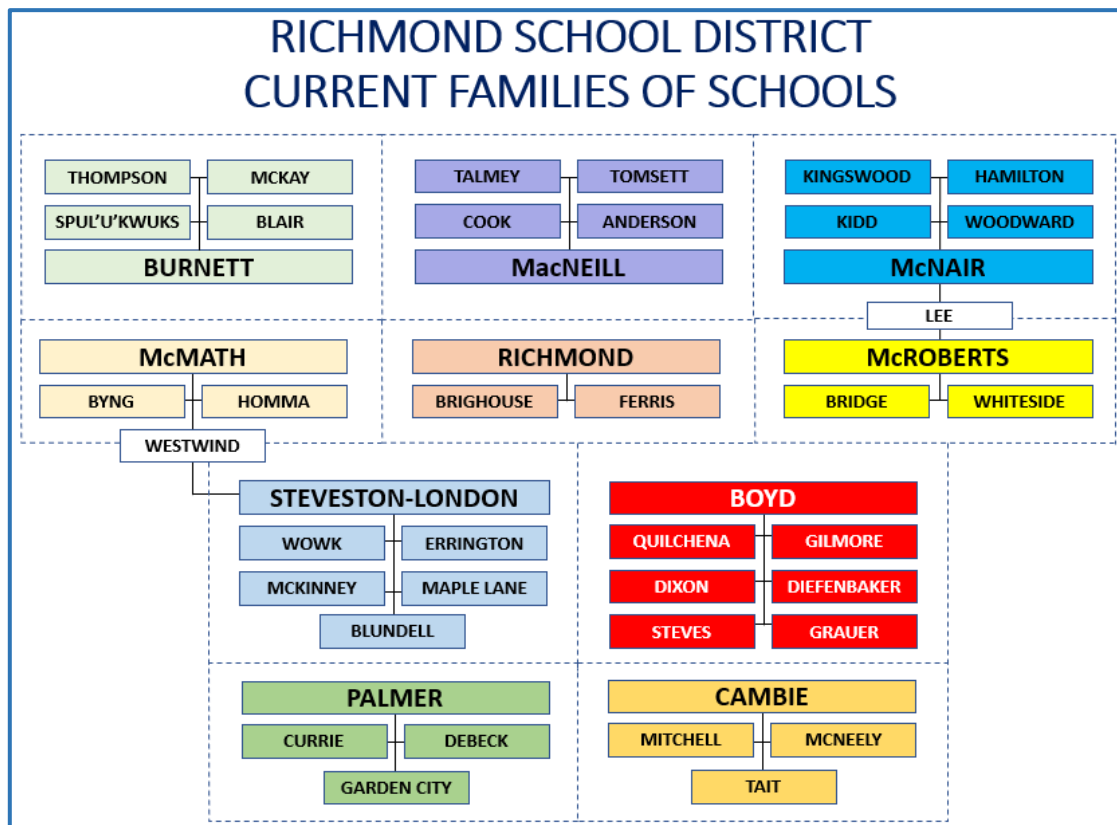 RICHMOND SCHOOL DISTRICT
CURRENT FAMILIES OF SCHOOLS
THOMPSON
MCKAY
SPUL'U'KWUKS
BLAIR
BURNETT
TALMEY
TOMSETT
COOK
ANDERSON
MacNEILL
KINGSWOOD
HAMILTON
KIDD
WOODWARD
McNAIR
LEE
McMATH
BYNG
HOMMA
WESTWIND
RICHMOND
BRIGHOUSE
FERRIS
McROBERTS
BRIDGE
WHITESIDE
STEVESTON-LONDON
WOWK
ERRINGTON
MCKINNEY
MAPLE LANE
BLUNDELL
BOYD
QUILCHENA
GILMORE
DIXON
DIEFENBAKER
STEVES
GRAUER
PALMER
CURRIE
DEBECK
GARDEN CITY
CAMBIE
MITCHELL
MCNEELY
TAIT